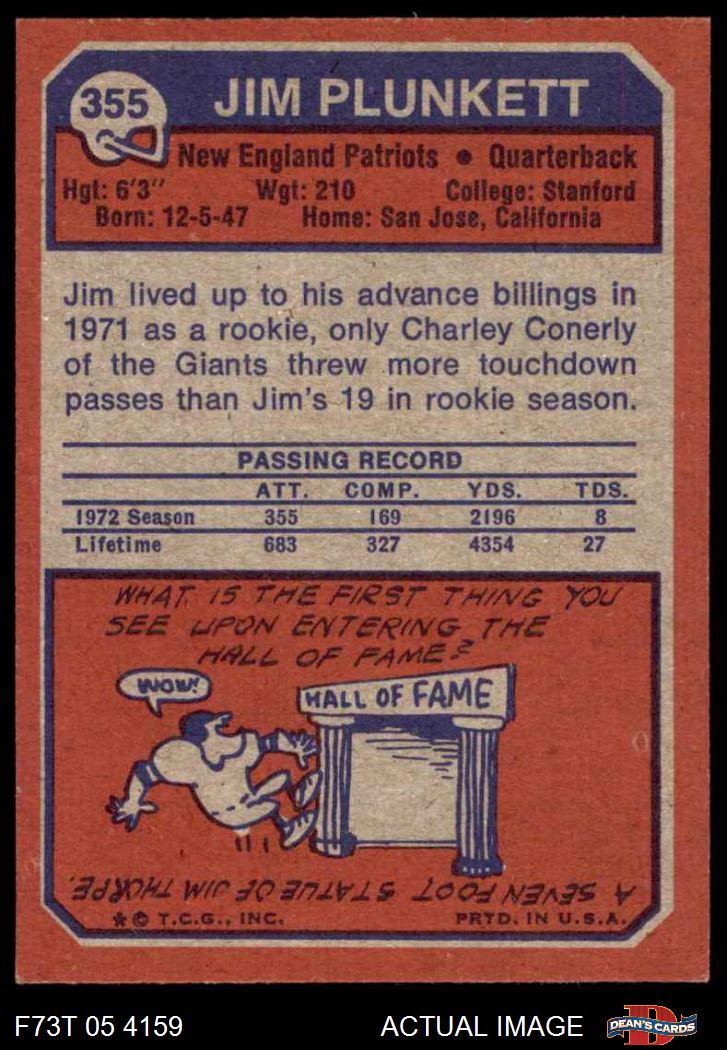 355
JIM PLUNKETT
New England Patriots • Quarterback
Hgt: 6'3" Wgt: 210 College: Stanford
Born: 12-5-47 Home: San Jose, California
Jim lived up to his advance billings in
1971 as a rookie, only Charley Conerly
of the Giants threw more touchdown
passes than Jim's 19 in rookie season.
PASSING RECORD
ATT. COMP. YDS. TDS.
1972 Season 355 169 2196 8
Lifetime 683 327 4354 27
WHAT IS THE FIRST THING YOU
SEE UPON ENTERING THE
HALL OF FAME?
WOW!
HALL OF FAME
A SEVEN FOOT STATUE OF JIM THORPE.
★ © T.C.G., INC. PRTD. IN U.S.A.
F73T 05 4159 ACTUAL IMAGE
D
DEAN'S CARDS